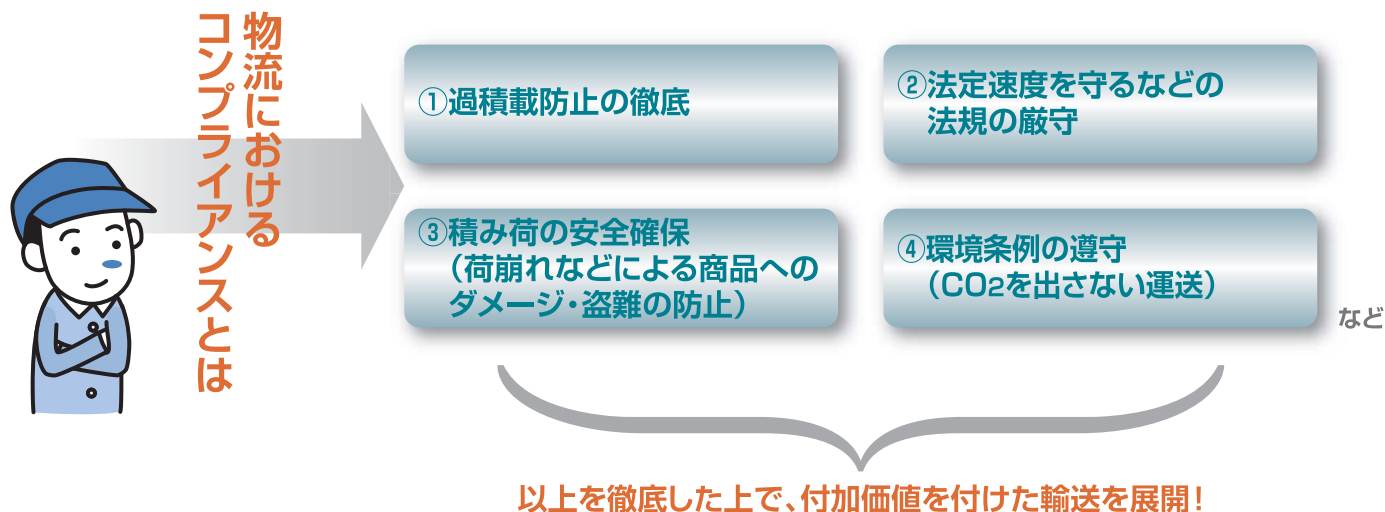 物流における
コンプライアンスとは
①過積載防止の徹底
②法定速度を守るなどの
法規の厳守
③積み荷の安全確保
（荷崩れなどによる商品への
ダメージ・盗難の防止）
④環境条例の遵守
（CO2を出さない運送）
など
以上を徹底した上で、付加価値を付けた輸送を展開！